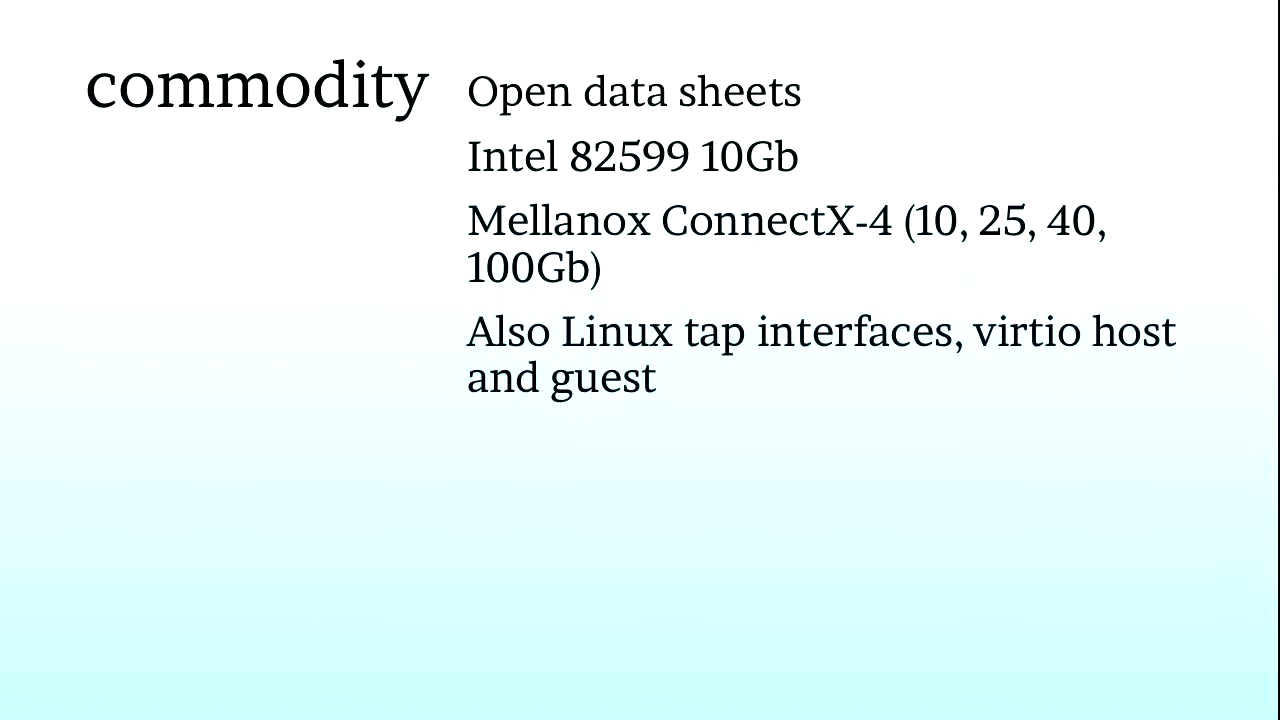 commodity
Open data sheets
Intel 82599 10Gb
Mellanox ConnectX-4 (10, 25, 40,
100Gb)
Also Linux tap interfaces, virtio host
and guest